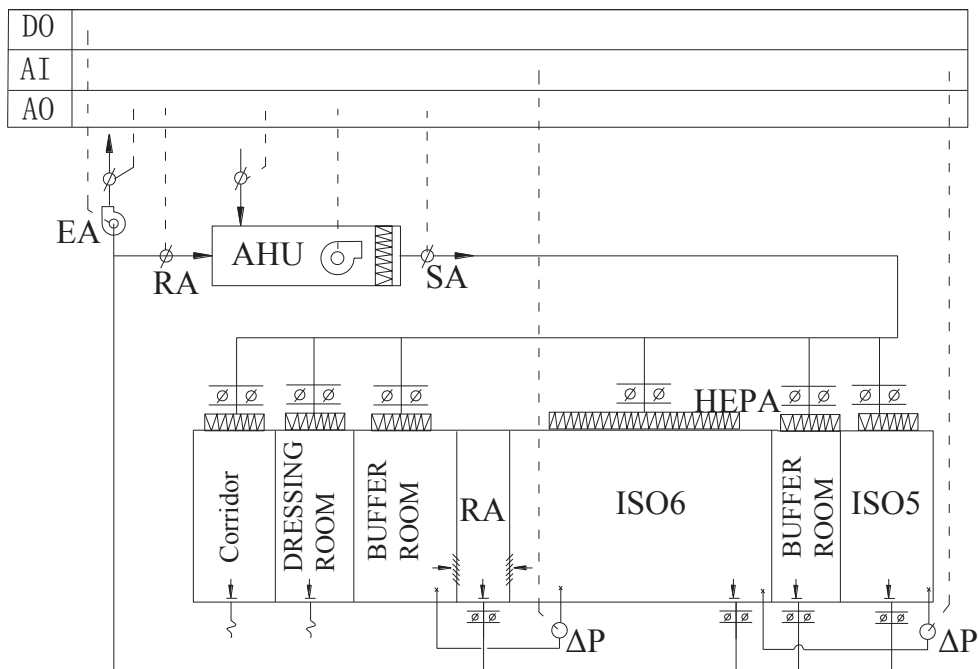 DO
AI
AO
EA
RA
AHU
SA
HEPA
Corridor
DRESSING
ROOM
BUFFER
ROOM
RA
ISO6
BUFFER
ROOM
ISO5
ΔP
ΔP